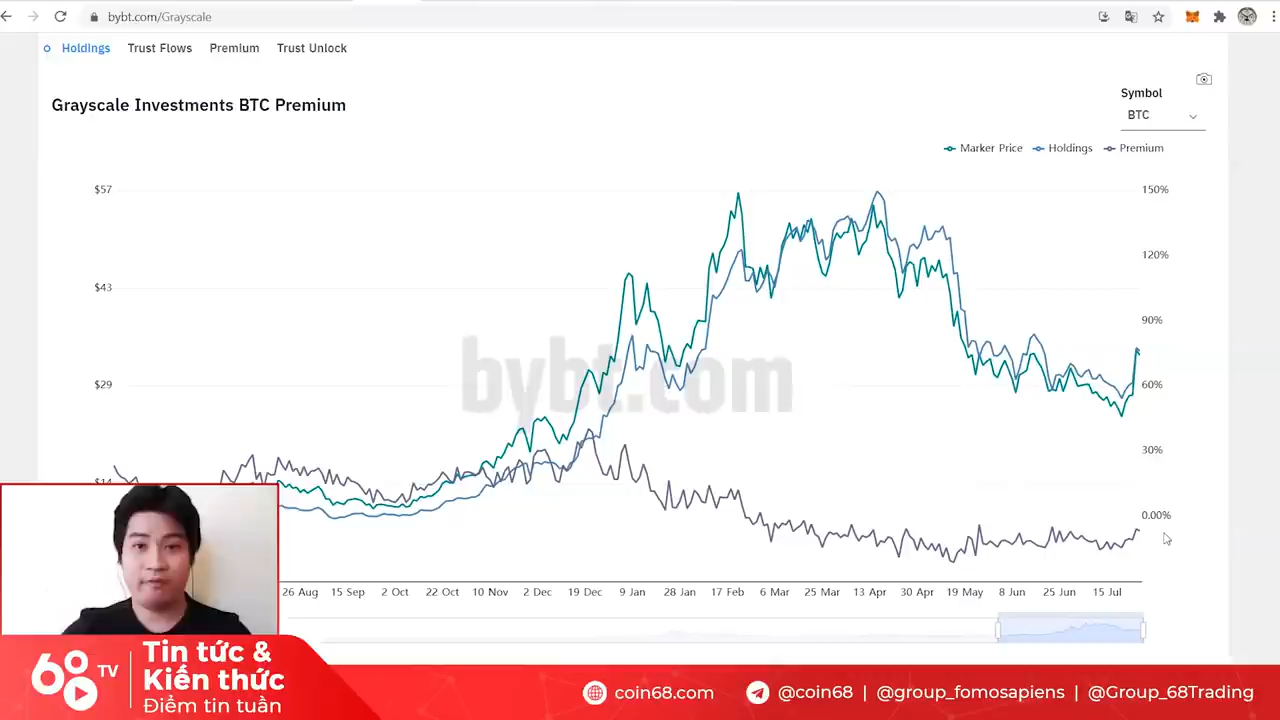 bybt.com/Grayscale
Holdings Trust Flows Premium Trust Unlock
Grayscale Investments BTC Premium
Symbol
BTC
Marker Price Holdings Premium
$57 150%
120%
$43
90%
$29 60%
30%
$14
0.00%
bybt.com
26 Aug 15 Sep 2 Oct 22 Oct 10 Nov 2 Dec 19 Dec 9 Jan 28 Jan 17 Feb 6 Mar 25 Mar 13 Apr 30 Apr 19 May 8 Jun 25 Jun 15 Jul
68 TV
Tin tức &
Kiến thức
Điểm tin tuần
coin68.com @coin68 | @group_fomosapiens | @Group_68Trading